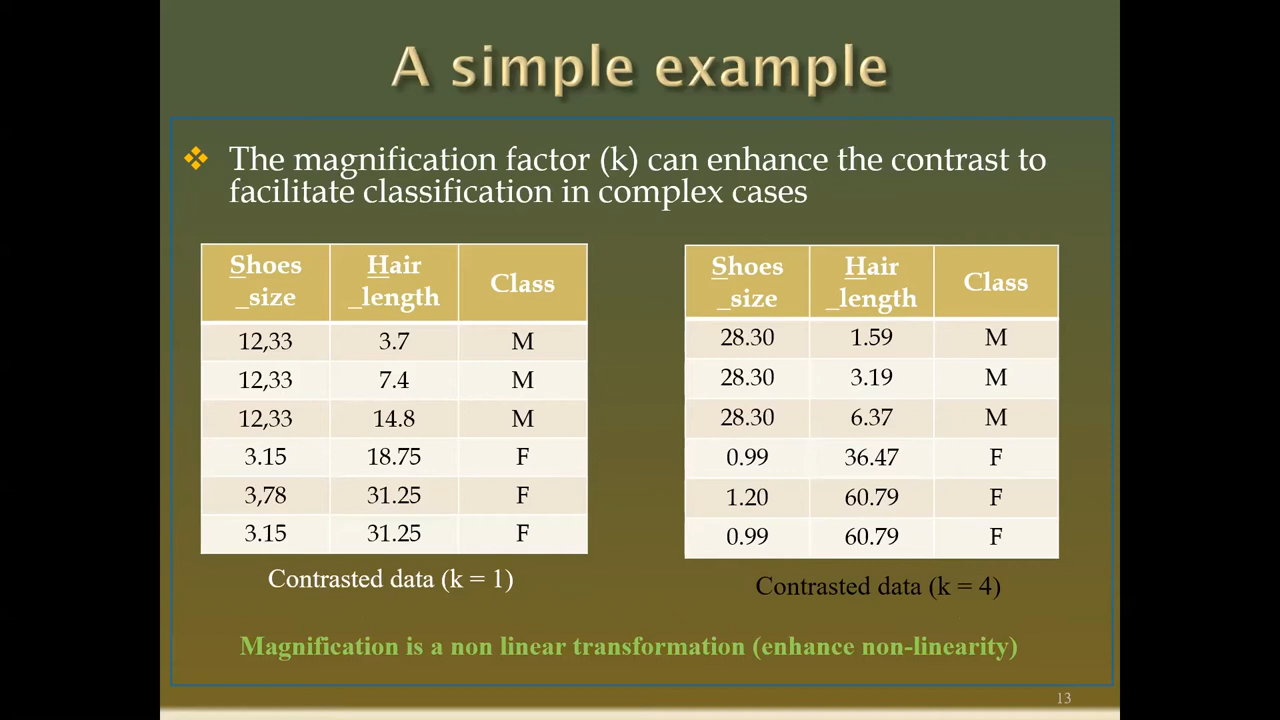 A simple example
❖ The magnification factor (k) can enhance the contrast to
facilitate classification in complex cases
Shoes _size Hair _length Class
12,33 3.7 M
12,33 7.4 M
12,33 14.8 M
3.15 18.75 F
3,78 31.25 F
3.15 31.25 F
Contrasted data (k = 1)
Shoes _size Hair _length Class
28.30 1.59 M
28.30 3.19 M
28.30 6.37 M
0.99 36.47 F
1.20 60.79 F
0.99 60.79 F
Contrasted data (k = 4)
Magnification is a non linear transformation (enhance non-linearity)
13